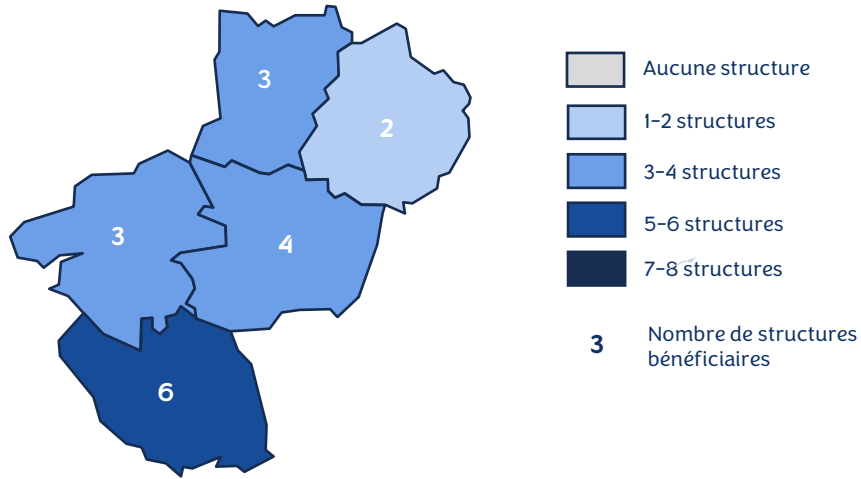 3
2
3
4
6
Aucune structure
1-2 structures
3-4 structures
5-6 structures
7-8 structures
3
Nombre de structures
bénéficiaires